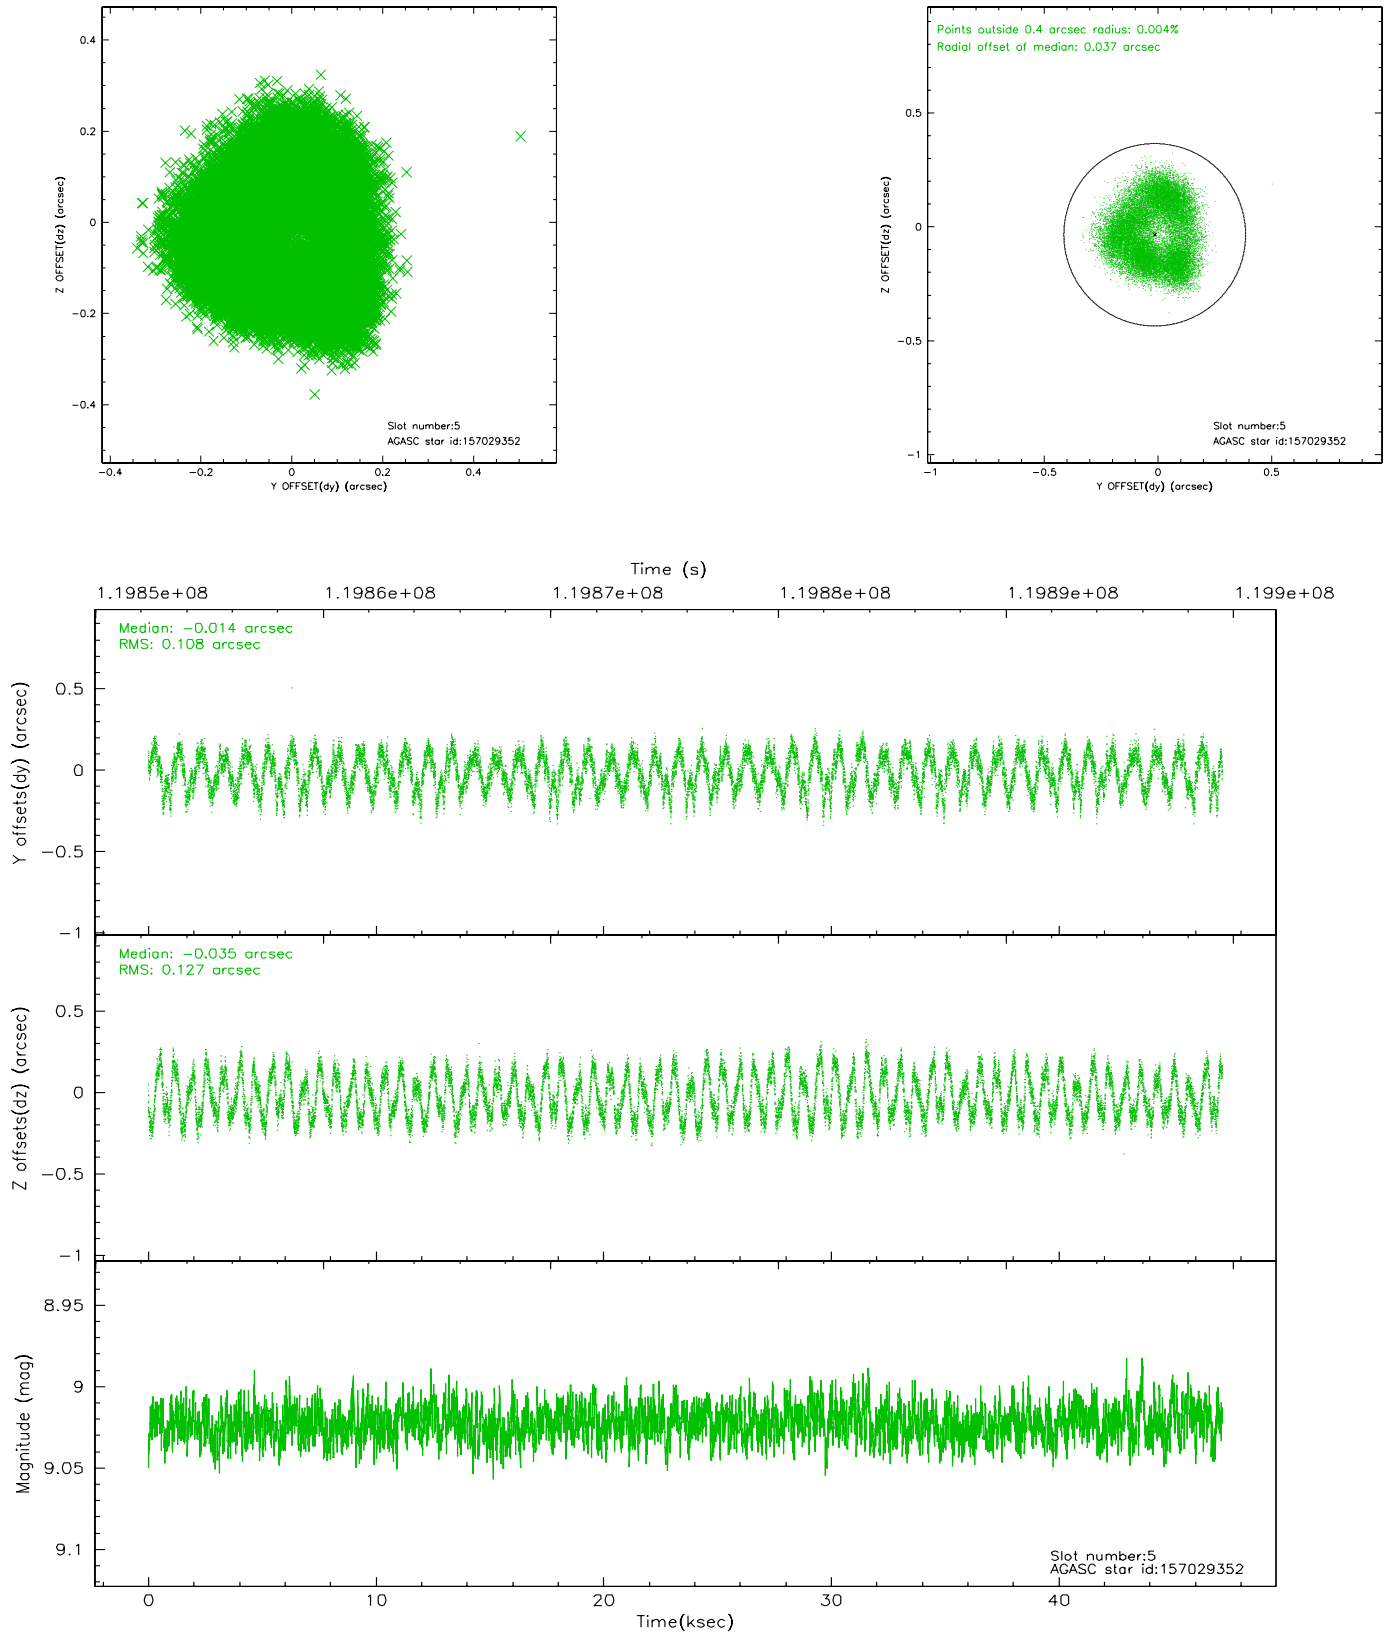 0.4
0.2
0
-0.2
-0.4
Z OFFSET(dz) (arcsec)
Slot number:5
AGASC star id:157029352
-0.4 -0.2 0 0.2 0.4
Y OFFSET(dy) (arcsec)
Points outside 0.4 arcsec radius: 0.004%
Radial offset of median: 0.037 arcsec
0.5
0
-0.5
-1
Z OFFSET(dz) (arcsec)
Slot number:5
AGASC star id:157029352
-1 -0.5 0 0.5
Y OFFSET(dy) (arcsec)
Time (s)
1.1985e+08 1.1986e+08 1.1987e+08 1.1988e+08 1.1989e+08 1.199e+08
Median: -0.014 arcsec
RMS: 0.108 arcsec
0.5
0
-0.5
-1
Y offsets(dy) (arcsec)
Median: -0.035 arcsec
RMS: 0.127 arcsec
0.5
0
-0.5
-1
Z offsets(dz) (arcsec)
8.95
9
9.05
9.1
Magnitude (mag)
Slot number:5
AGASC star id:157029352
0 10 20 30 40
Time(ksec)